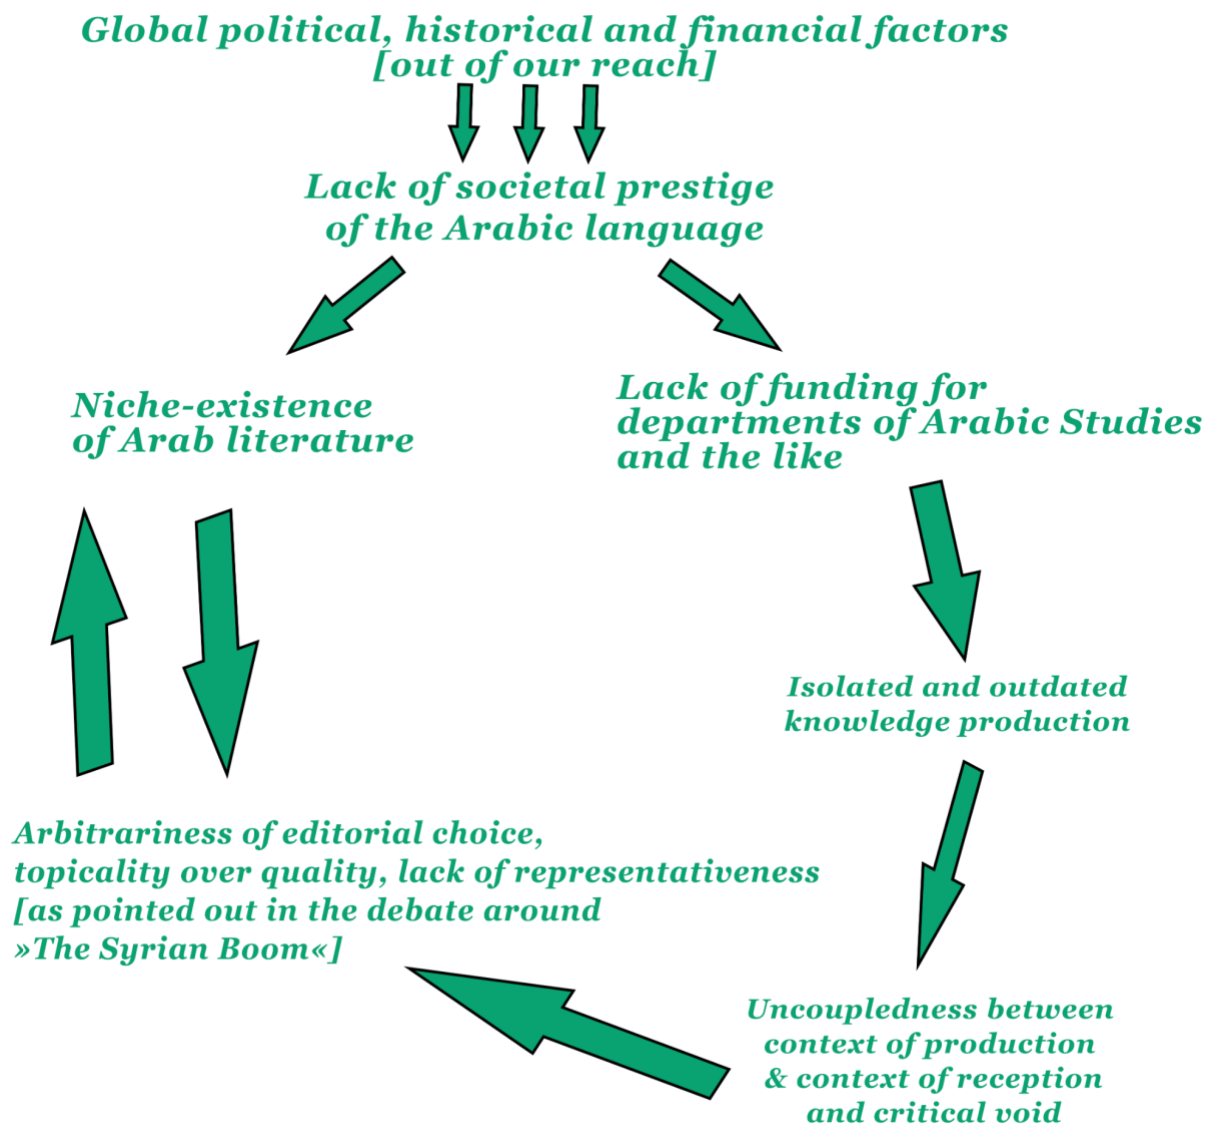 Global political, historical and financial factors
[out of our reach]
Lack of societal prestige
of the Arabic language
Niche-existence
of Arab literature
Lack of funding for
departments of Arabic Studies
and the like
Isolated and outdated
knowledge production
Arbitrariness of editorial choice,
topicality over quality, lack of representativeness
[as pointed out in the debate around
»The Syrian Boom«]
Uncoupledness between
context of production
& context of reception
and critical void